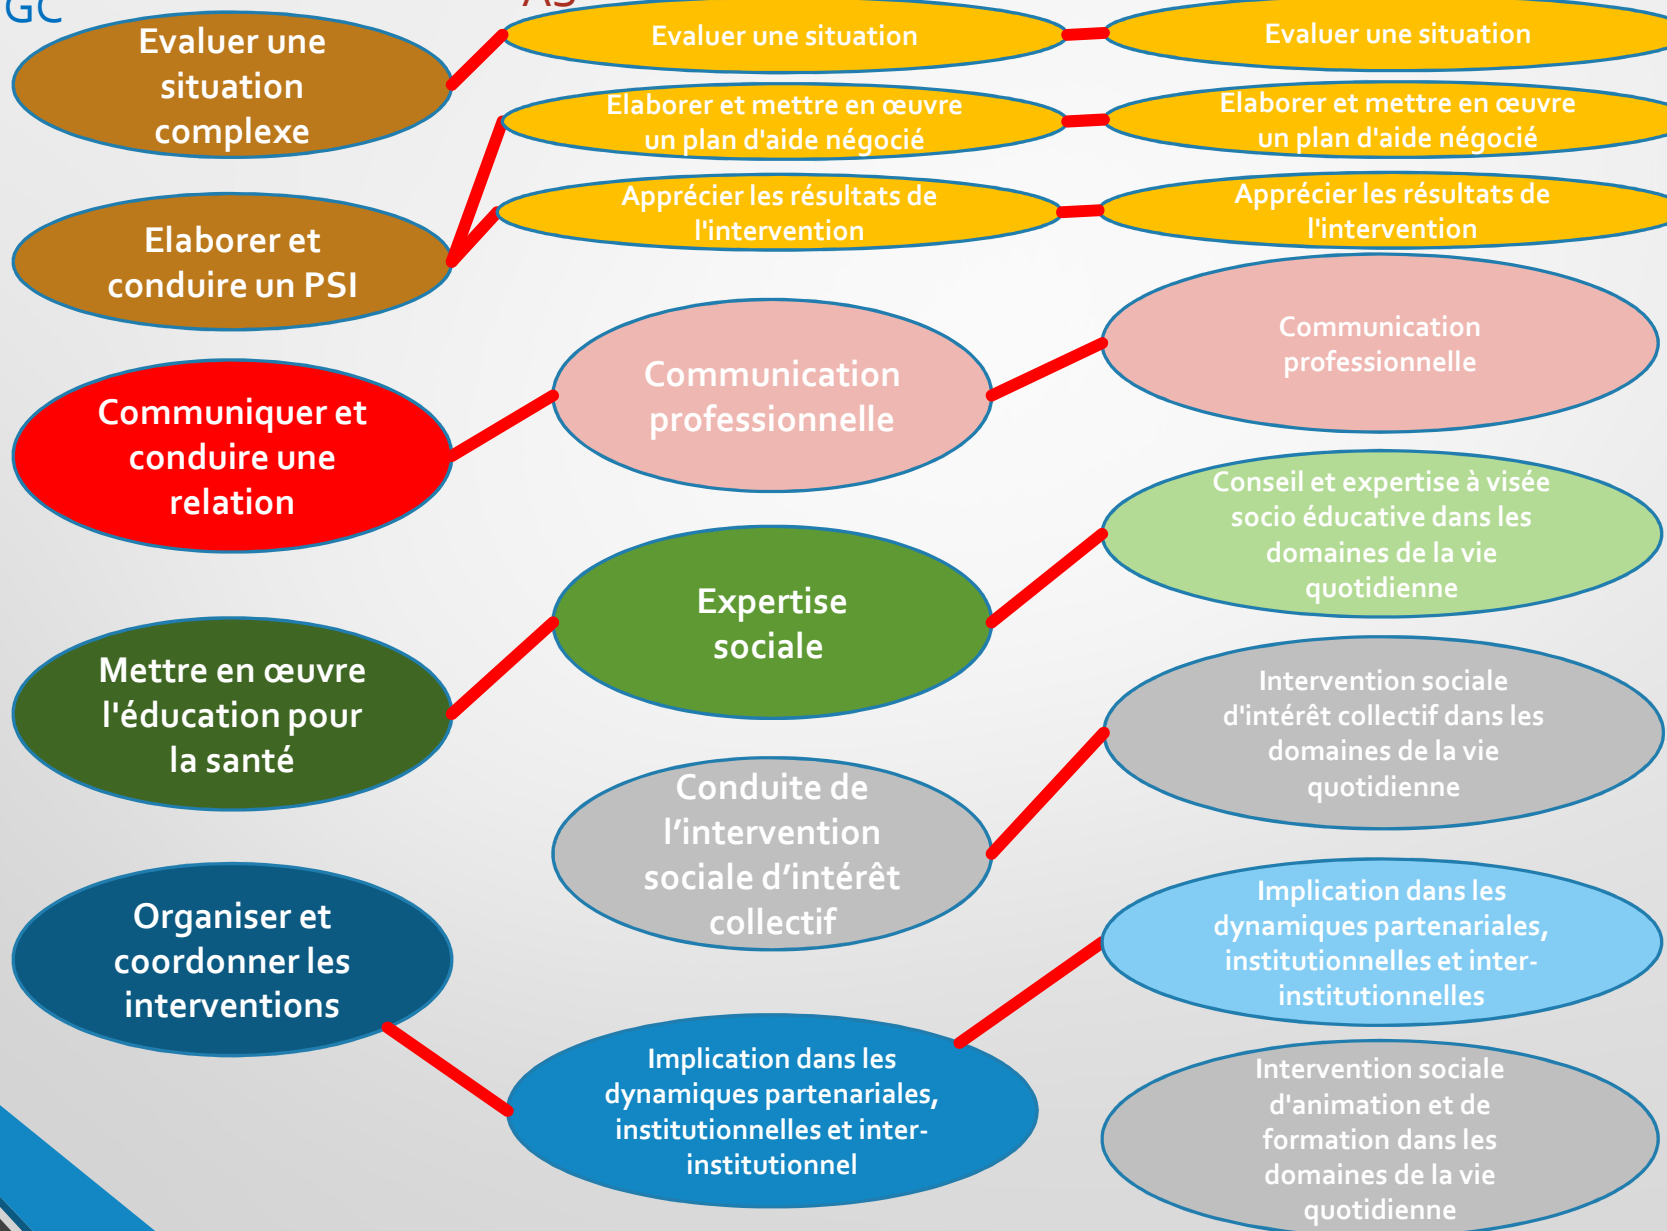 GC
AS
Evaluer une
situation
complexe
Elaborer et
conduire un PSI
Communiquer et
conduire une
relation
Mettre en œuvre
l'éducation pour
la santé
Organiser et
coordonner les
interventions
Evaluer une situation
Elaborer et mettre en œuvre
un plan d'aide négocié
Apprécier les résultats de
l'intervention
Communication
professionnelle
Expertise
sociale
Conduite de
l’intervention
sociale d’intérêt
collectif
Implication dans les
dynamiques partenariales,
institutionnelles et inter-
institutionnel
Evaluer une situation
Elaborer et mettre en œuvre
un plan d'aide négocié
Apprécier les résultats de
l'intervention
Communication
professionnelle
Conseil et expertise à visée
socio éducative dans les
domaines de la vie
quotidienne
Intervention sociale
d'intérêt collectif dans les
domaines de la vie
quotidienne
Implication dans les
dynamiques partenariales,
institutionnelles et inter-
institutionnelles
Intervention sociale
d'animation et de
formation dans les
domaines de la vie
quotidienne